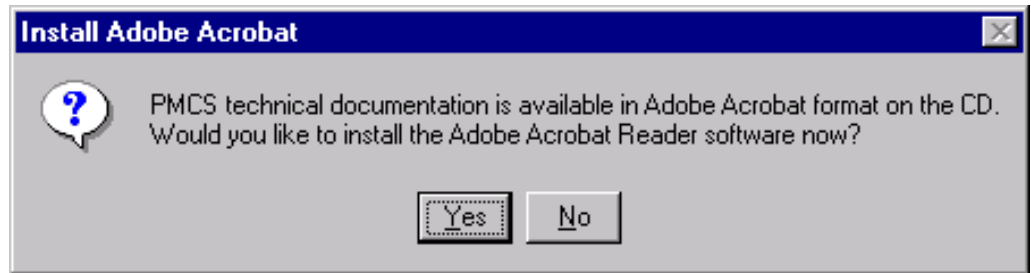 Install Adobe Acrobat
?
PMCS technical documentation is available in Adobe Acrobat format on the CD.
Would you like to install the Adobe Acrobat Reader software now?
Yes No